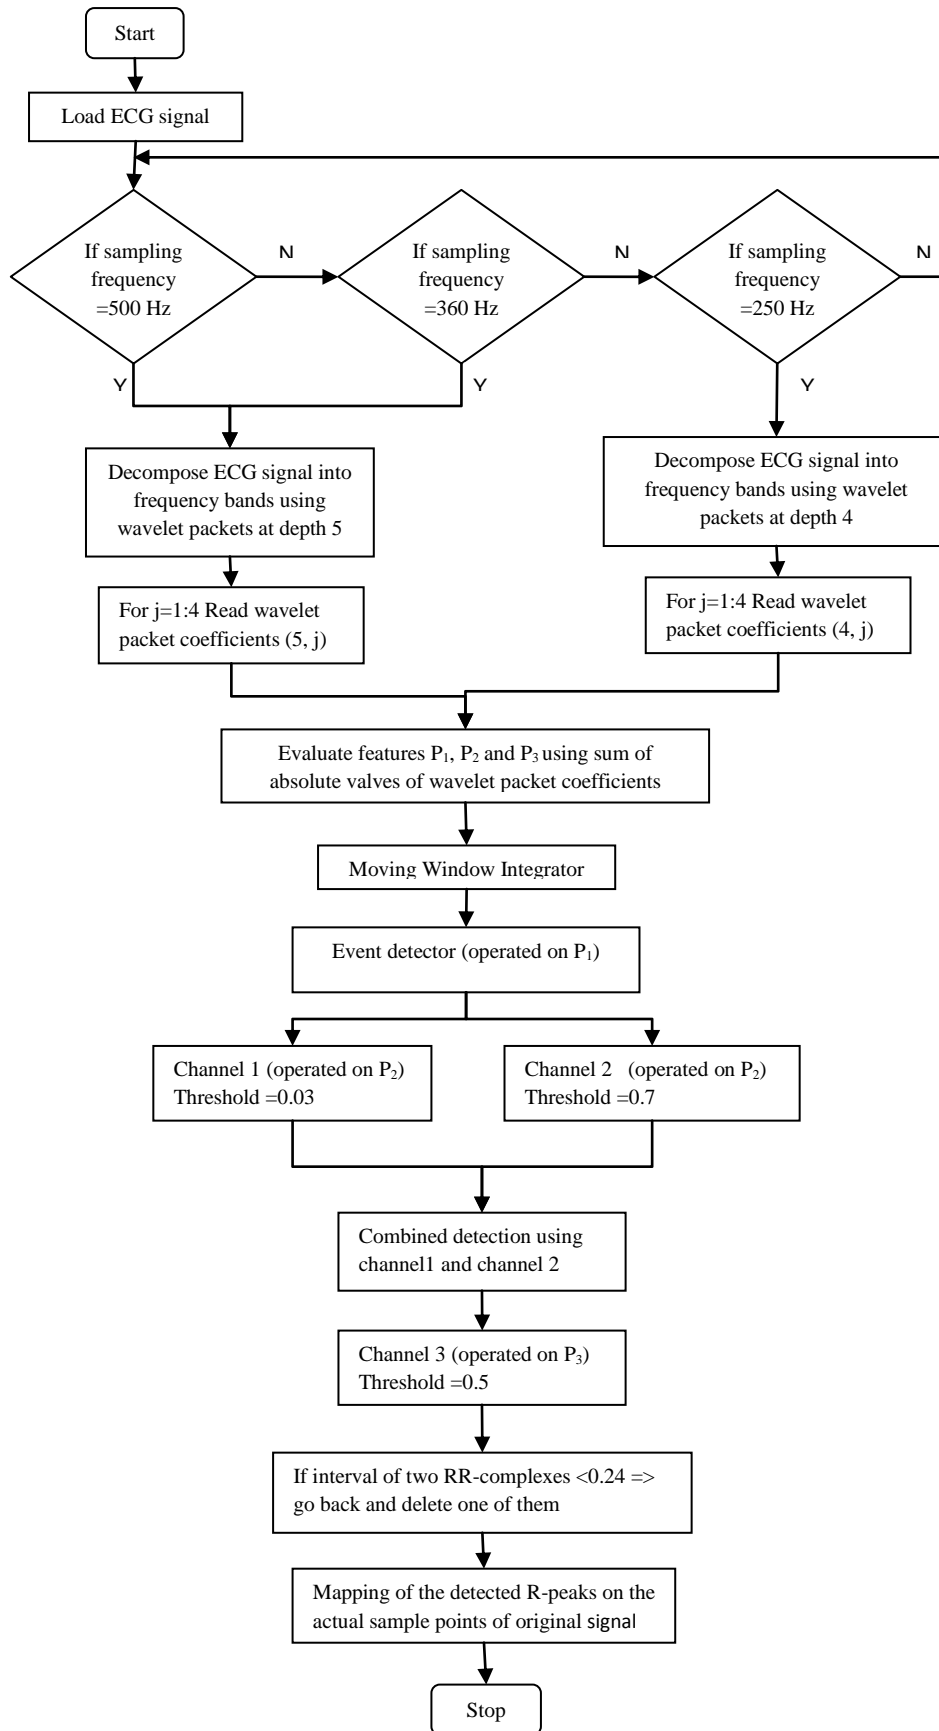 Start
Load ECG signal
If sampling
frequency
=500 Hz
N
If sampling
frequency
=360 Hz
N
If sampling
frequency
=250 Hz
N
Y
Y
Y
Decompose ECG signal into
frequency bands using
wavelet packets at depth 5
Decompose ECG signal into
frequency bands using wavelet
packets at depth 4
For j=1:4 Read wavelet
packet coefficients (5, j)
For j=1:4 Read wavelet
packet coefficients (4, j)
Evaluate features P₁, P₂ and P₃ using sum of
absolute valves of wavelet packet coefficients
Moving Window Integrator
Event detector (operated on P₁)
Channel 1 (operated on P₂)
Threshold =0.03
Channel 2 (operated on P₂)
Threshold =0.7
Combined detection using
channel1 and channel 2
Channel 3 (operated on P₃)
Threshold =0.5
If interval of two RR-complexes <0.24 =>
go back and delete one of them
Mapping of the detected R-peaks on the
actual sample points of original signal
Stop